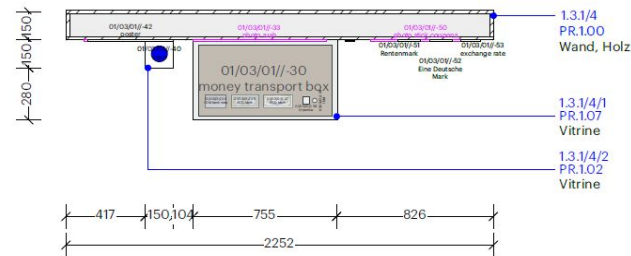 01/03/01//-42
poster
01/03/01//-33
01/03/01//-50
01/03/01//-40
01/03/01//-51
Rentenmark
01/03/01//-53
exchange rate
01/03/01//-52
Eine Deutsche
Mark
01/03/01//-30
money transport box
1.3.1/4
PR.1.00
Wand, Holz
1.3.1/4/1
PR.1.07
Vitrine
1.3.1/4/2
PR.1.02
Vitrine
150
150
280
417
150
104
755
826
2252